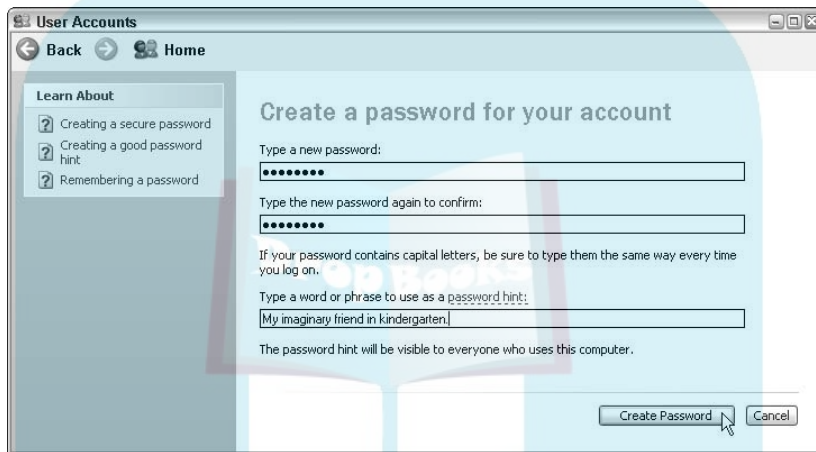 User Accounts
Back Home
Learn About
Creating a secure password
Creating a good password
hint
Remembering a password
Create a password for your account
Type a new password:
••••••••
Type the new password again to confirm:
••••••••
If your password contains capital letters, be sure to type them the same way every time
you log on.
Type a word or phrase to use as a password hint:
My imaginary friend in kindergarten.
The password hint will be visible to everyone who uses this computer.
Create Password Cancel